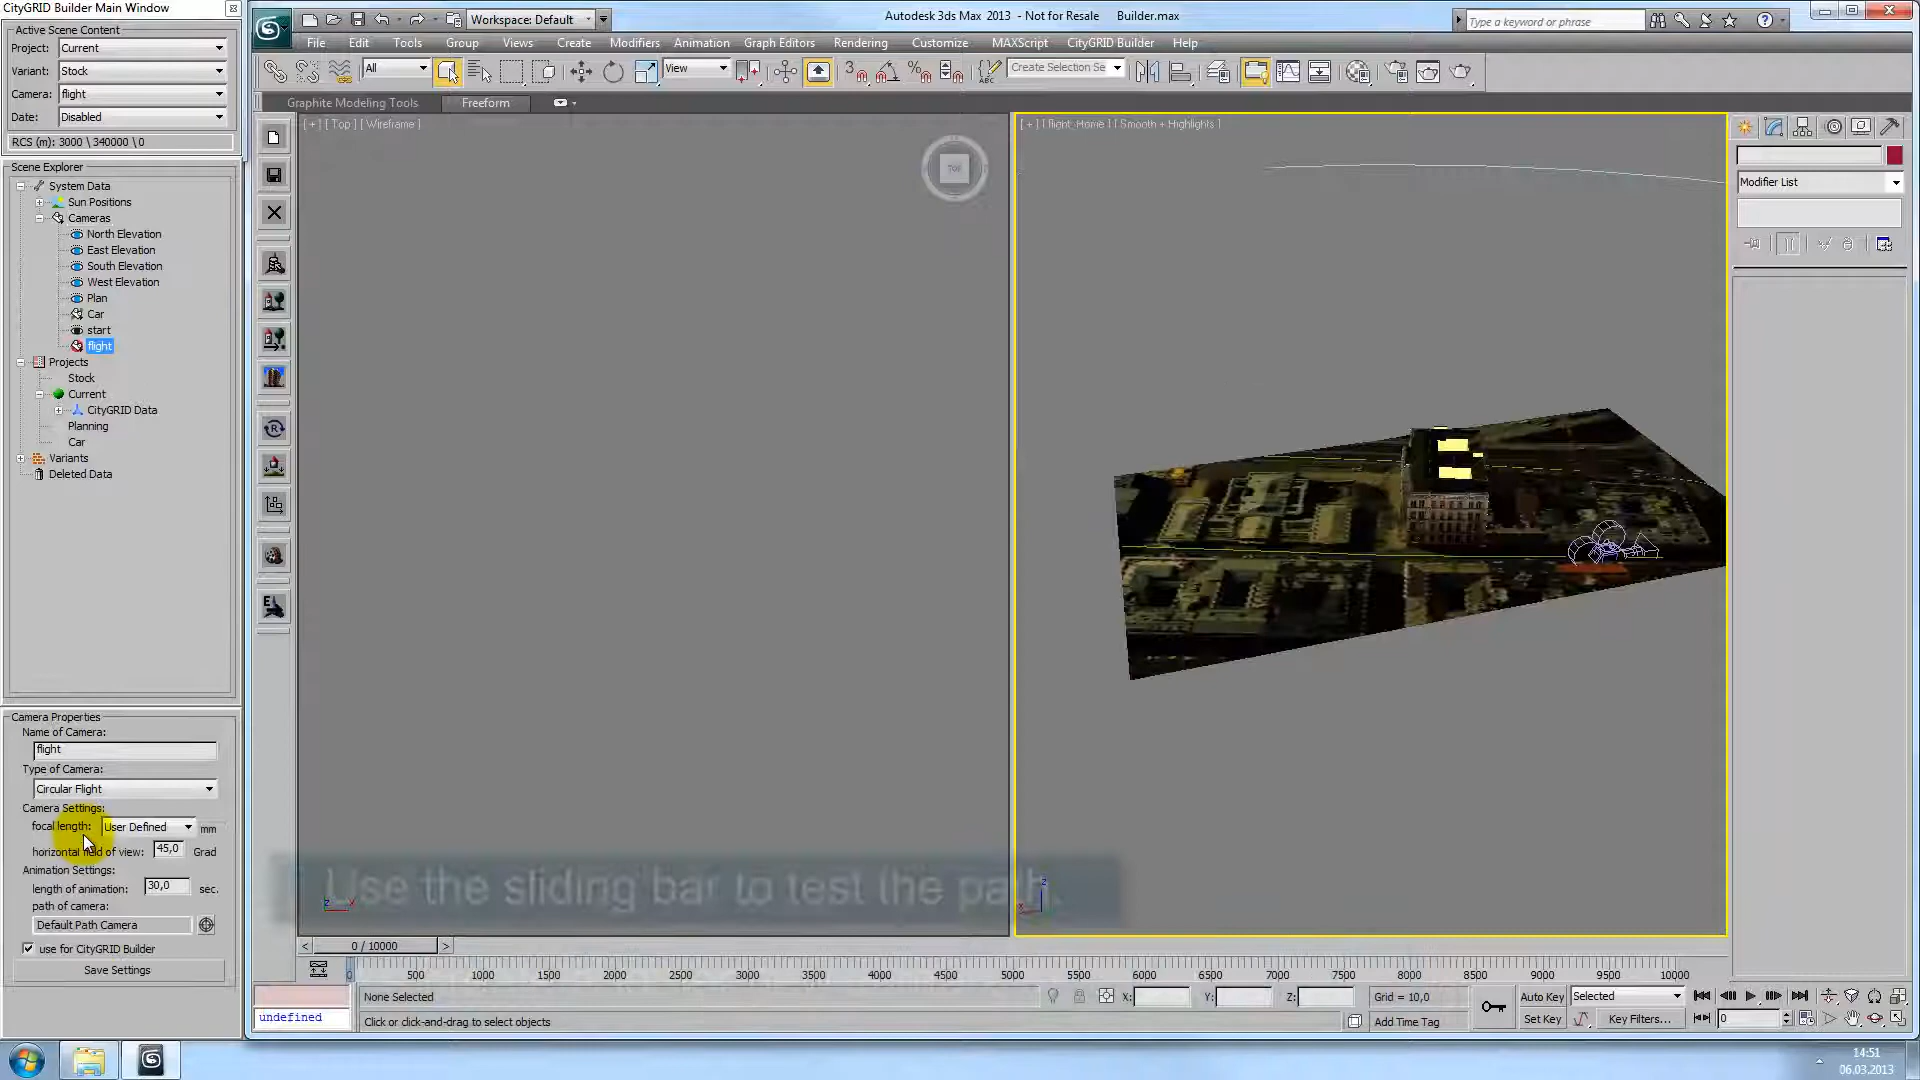 CityGRID Builder Main Window
Autodesk 3ds Max 2013 - Not for Resale Builder.max
Workspace: Default
Type a keyword or phrase
File Edit Tools Group Views Create Modifiers Animation Graph Editors Rendering Customize MAXScript CityGRID Builder Help
Active Scene Content
Project: Current
Variant: Stock
Camera: flight
Date: Disabled
RCS (m): 3000 \ 340000 \ 0
All
View
Create Selection Se
Graphite Modeling Tools
Freeform
Scene Explorer
System Data
Sun Positions
Cameras
North Elevation
East Elevation
South Elevation
West Elevation
Plan
Car
start
flight
Projects
Stock
Current
CityGRID Data
Planning
Car
Variants
Deleted Data
[ + ] [ Top ] [ Wireframe ]
TOP
[ + ] [ flight_Home ] [ Smooth + Highlights ]
Modifier List
Camera Properties
Name of Camera:
flight
Type of Camera:
Circular Flight
Camera Settings:
focal length: User Defined mm
horizontal field of view: 45,0 Grad
Animation Settings:
length of animation: 30,0 sec.
path of camera:
Default Path Camera
use for CityGRID Builder
Save Settings
Use the sliding bar to test the path.
0 / 10000
0 500 1000 1500 2000 2500 3000 3500 4000 4500 5000 5500 6000 6500 7000 7500 8000 8500 9000 9500 10000
None Selected
X: Y: Z:
Grid = 10,0
Auto Key Selected
undefined
Click or click-and-drag to select objects
Add Time Tag
Set Key Key Filters... 0
14:51
06.03.2013